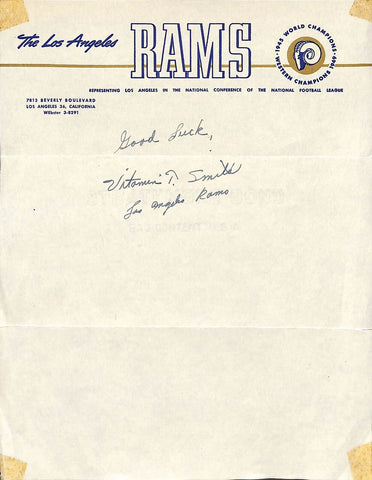 The Los Angeles RAMS
1945 WORLD CHAMPIONS
WESTERN CHAMPIONS 1949
REPRESENTING LOS ANGELES IN THE NATIONAL CONFERENCE OF THE NATIONAL FOOTBALL LEAGUE
7813 BEVERLY BOULEVARD
LOS ANGELES 36, CALIFORNIA
WEbster 3-8291
Good Luck,
Vitamin T. Smith
Los Angeles Rams